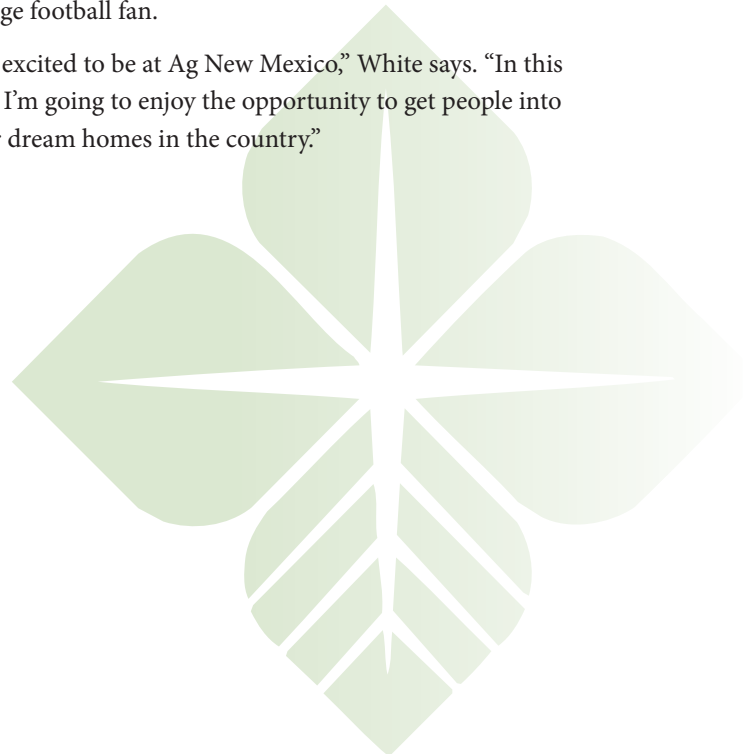 ge football fan.
excited to be at Ag New Mexico,” White says. “In this
I’m going to enjoy the opportunity to get people into
r dream homes in the country.”